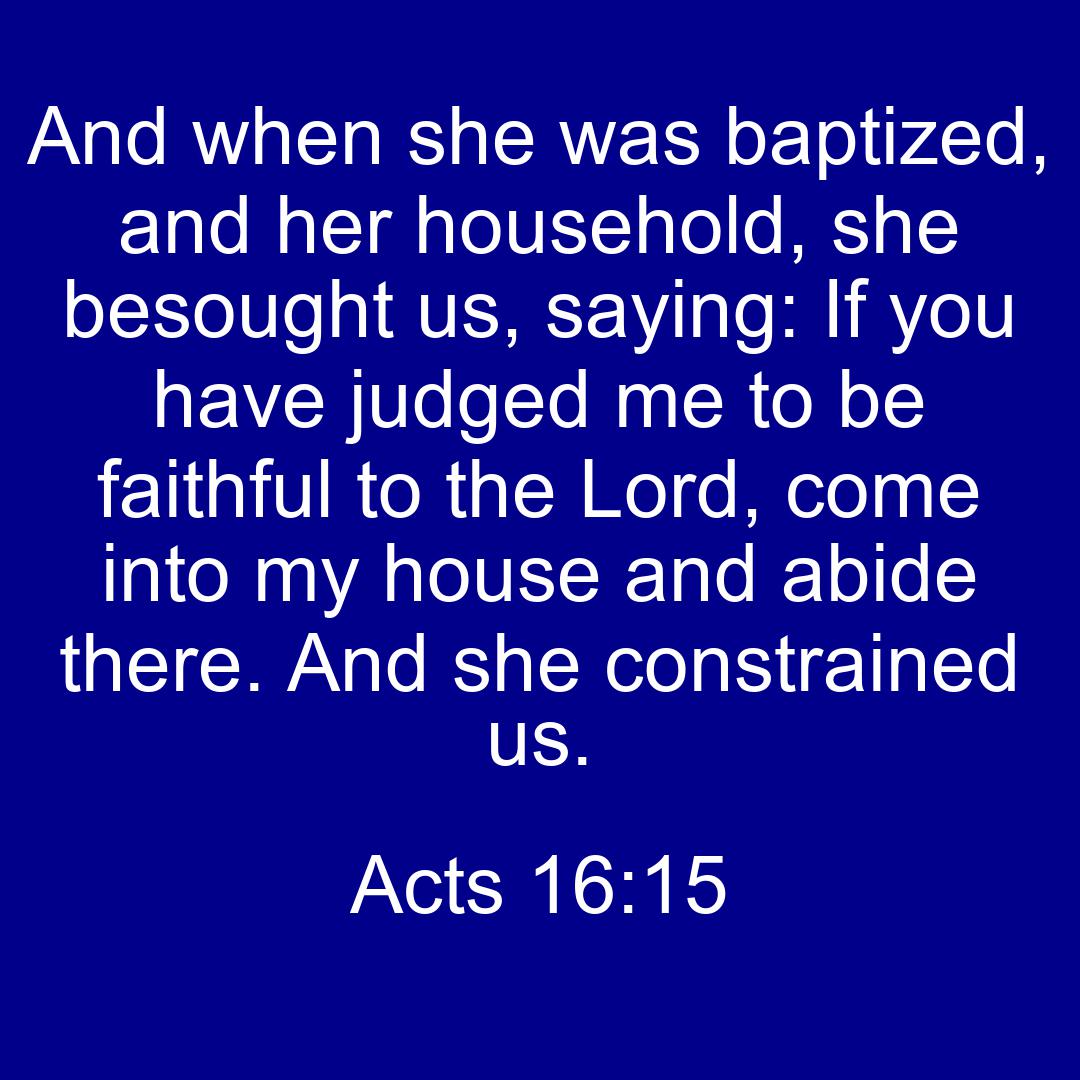 And when she was baptized,
and her household, she
besought us, saying: If you
have judged me to be
faithful to the Lord, come
into my house and abide
there. And she constrained
us.
Acts 16:15